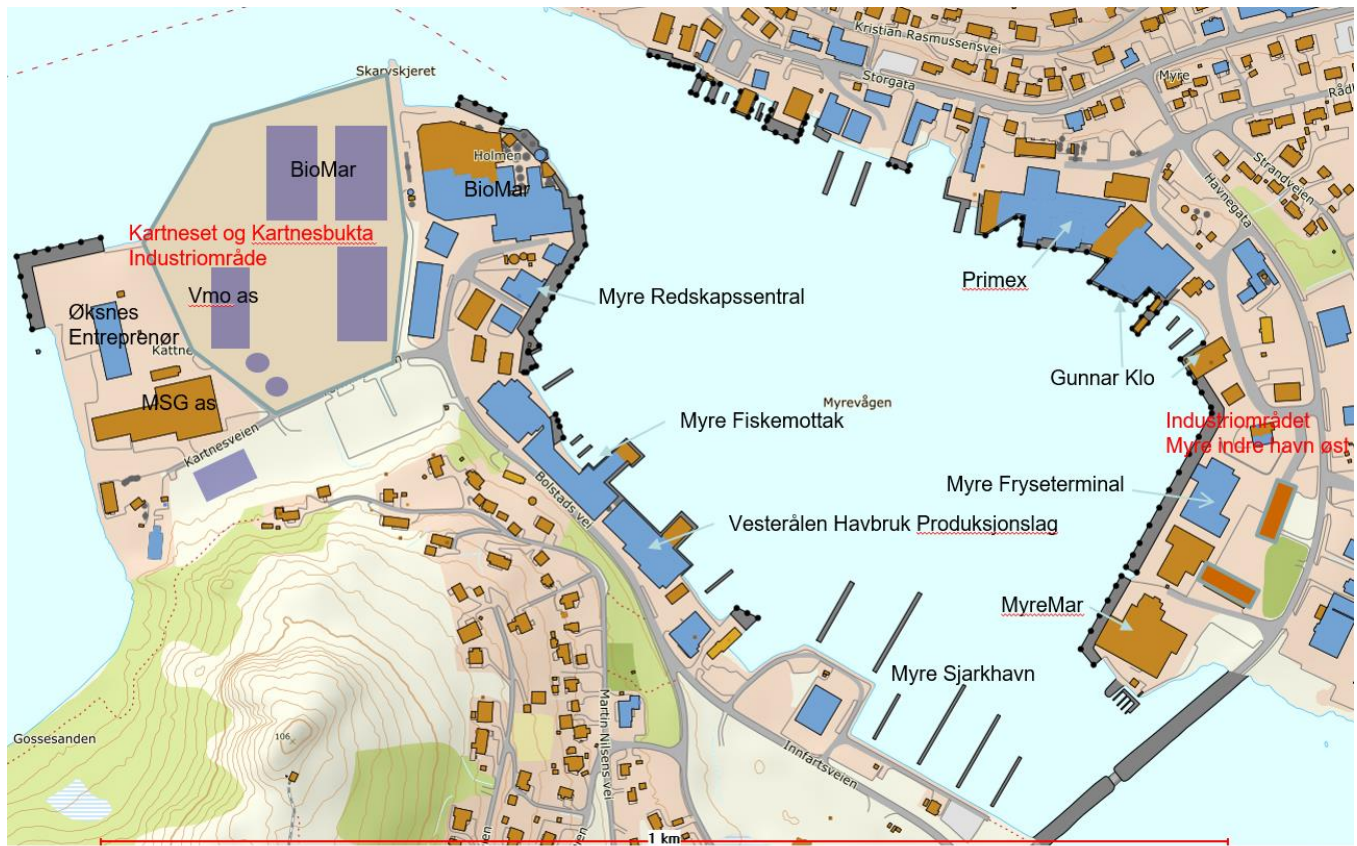 Kristian Rasmussensvei
Skarvskjeret
Storgata
Myre
Holmen
BioMar
BioMar
Strandveien
Havnegata
Kartneset og Kartnesbukta
Industriområde
Primex
Vmo as
Myre Redskapssentral
Øksnes
Entreprenør
Kattne
Gunnar Klo
MSG as
Myrevågen
Myre Fiskemottak
Industriområdet
Myre indre havn øst
Kartnesveien
Bolstads vei
Myre Fryseterminal
Vesterålen Havbruk Produksjonslag
MyreMar
Myre Sjarkhavn
Martin Nilsens vei
Gossesanden
106
Innfartsveien
1 km